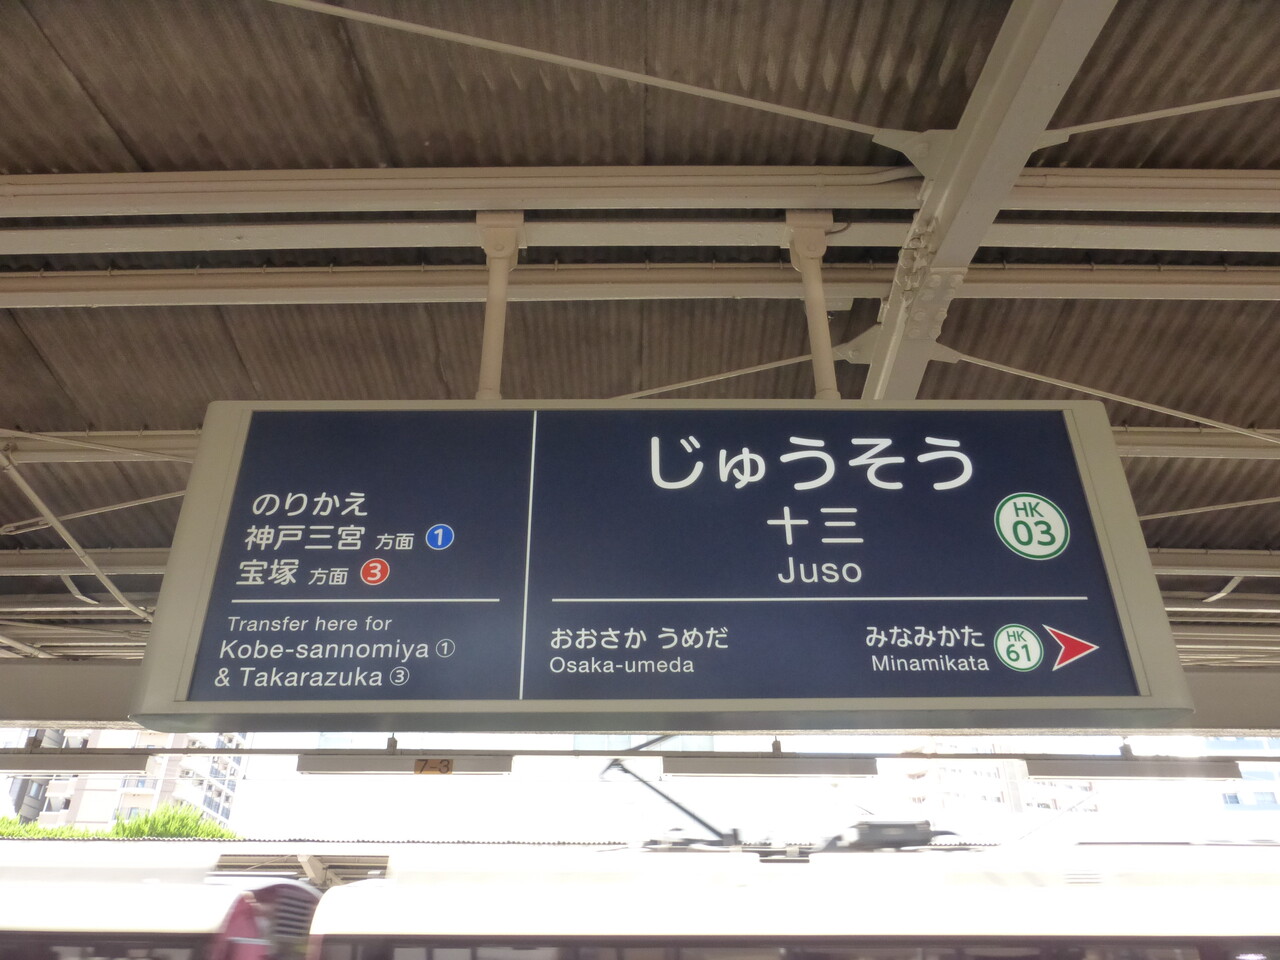 のりかえ
神戸三宮 方面 1
宝塚 方面 3
Transfer here for
Kobe-sannomiya ①
& Takarazuka ③
じゅうそう
十三
Juso
HK
03
おおさか うめだ
Osaka-umeda
みなみかた
Minamikata
HK
61
7-3